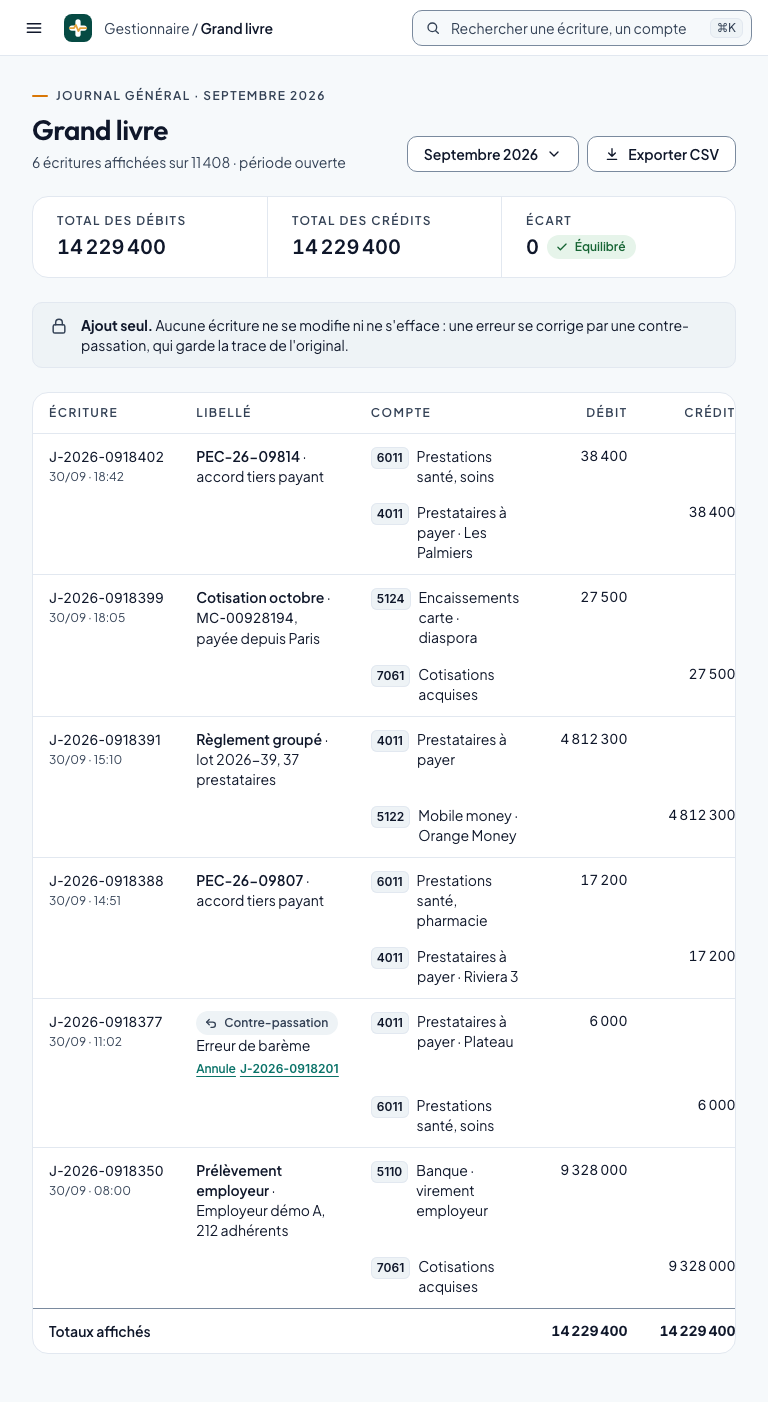 Gestionnaire / Grand livre
Rechercher une écriture, un compte ⌘K
JOURNAL GÉNÉRAL · SEPTEMBRE 2026
Grand livre
6 écritures affichées sur 11 408 · période ouverte
Septembre 2026
Exporter CSV
TOTAL DES DÉBITS
14 229 400
TOTAL DES CRÉDITS
14 229 400
ÉCART
0 Équilibré
Ajout seul. Aucune écriture ne se modifie ni ne s'efface : une erreur se corrige par une contre-
passation, qui garde la trace de l'original.
ÉCRITURE LIBELLÉ COMPTE DÉBIT CRÉDIT
J-2026-0918402
30/09 · 18:42
PEC-26-09814 ·
accord tiers payant
6011 Prestations
santé, soins
38 400
4011 Prestataires à
payer · Les
Palmiers
38 400
J-2026-0918399
30/09 · 18:05
Cotisation octobre ·
MC-00928194,
payée depuis Paris
5124 Encaissements
carte ·
diaspora
27 500
7061 Cotisations
acquises
27 500
J-2026-0918391
30/09 · 15:10
Règlement groupé ·
lot 2026-39, 37
prestataires
4011 Prestataires à
payer
4 812 300
5122 Mobile money ·
Orange Money
4 812 300
J-2026-0918388
30/09 · 14:51
PEC-26-09807 ·
accord tiers payant
6011 Prestations
santé,
pharmacie
17 200
4011 Prestataires à
payer · Riviera 3
17 200
J-2026-0918377
30/09 · 11:02
Contre-passation
Erreur de barème
Annule J-2026-0918201
4011 Prestataires à
payer · Plateau
6 000
6011 Prestations
santé, soins
6 000
J-2026-0918350
30/09 · 08:00
Prélèvement
employeur ·
Employeur démo A,
212 adhérents
5110 Banque ·
virement
employeur
9 328 000
7061 Cotisations
acquises
9 328 000
Totaux affichés 14 229 400 14 229 400